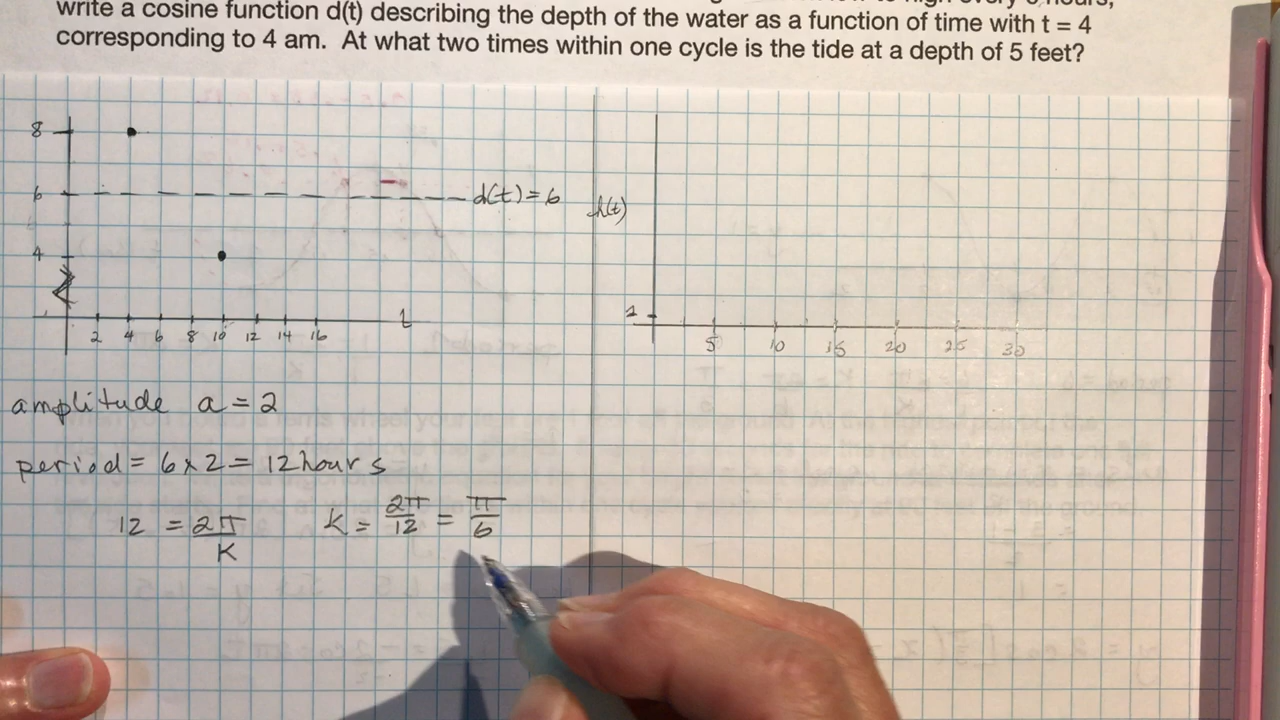 write a cosine function d(t) describing the depth of the water as a function of time with t = 4
corresponding to 4 am. At what two times within one cycle is the tide at a depth of 5 feet?
8
6 d(t) = 6
h(t)
4
t
2 4 6 8 10 12 14 16
1
5 10 15 20 25 30
amplitude a = 2
period = 6 x 2 = 12 hours
12 = 2π/K K = 2π/12 = π/6